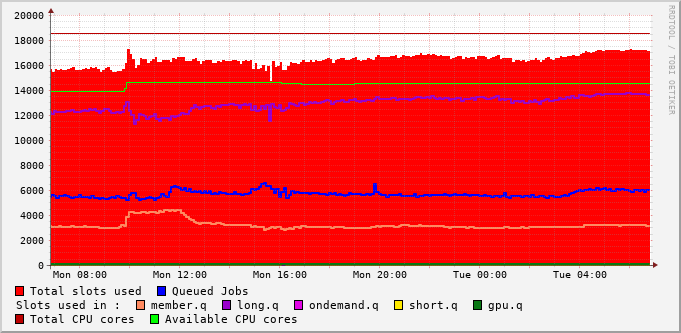 20000
18000
16000
14000
12000
10000
8000
6000
4000
2000
0
Mon 08:00 Mon 12:00 Mon 16:00 Mon 20:00 Tue 00:00 Tue 04:00
Total slots used Queued Jobs
Slots used in : member.q long.q ondemand.q short.q gpu.q
Total CPU cores Available CPU cores
RRDTOOL / TOBI OETIKER